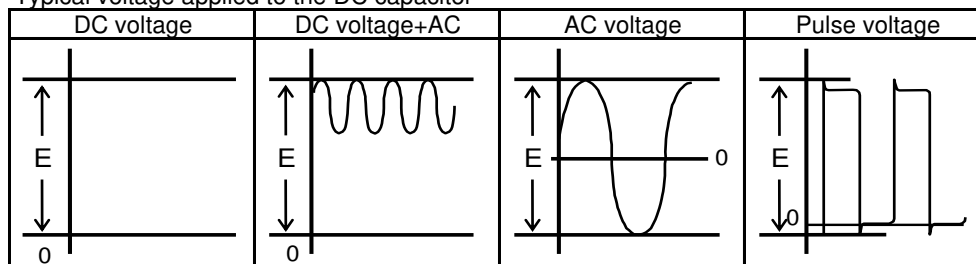 Typical voltage applied to the DC capacitor
DC voltage DC voltage+AC AC voltage Pulse voltage
E E E 0 E
0
0 0